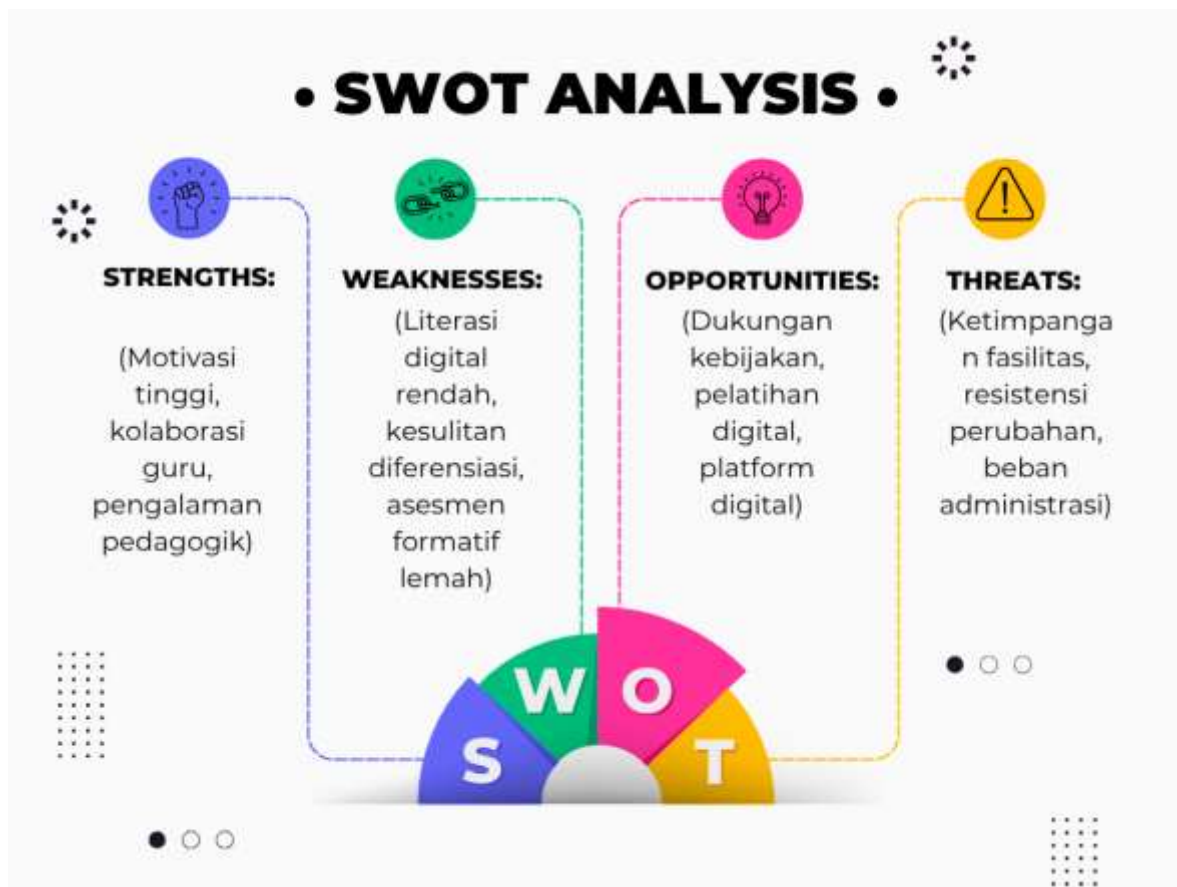 • SWOT ANALYSIS •
STRENGTHS:
(Motivasi
tinggi,
kolaborasi
guru,
pengalaman
pedagogik)
WEAKNESSES:
(Literasi
digital
rendah,
kesulitan
diferensiasi,
asesmen
formatif
lemah)
OPPORTUNITIES:
(Dukungan
kebijakan,
pelatihan
digital,
platform
digital)
THREATS:
(Ketimpanga
n fasilitas,
resistensi
perubahan,
beban
administrasi)
S
W
O
T